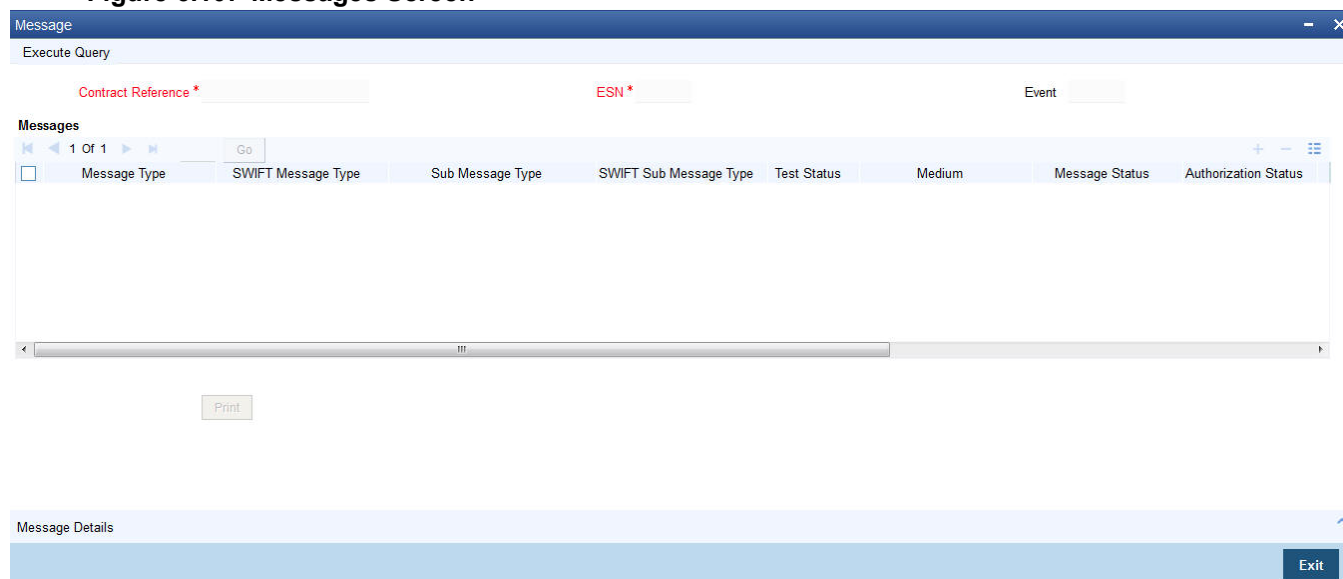 Message
Execute Query
Contract Reference * ESN * Event
Messages
1 Of 1 Go
Message Type SWIFT Message Type Sub Message Type SWIFT Sub Message Type Test Status Medium Message Status Authorization Status
Print
Message Details
Exit